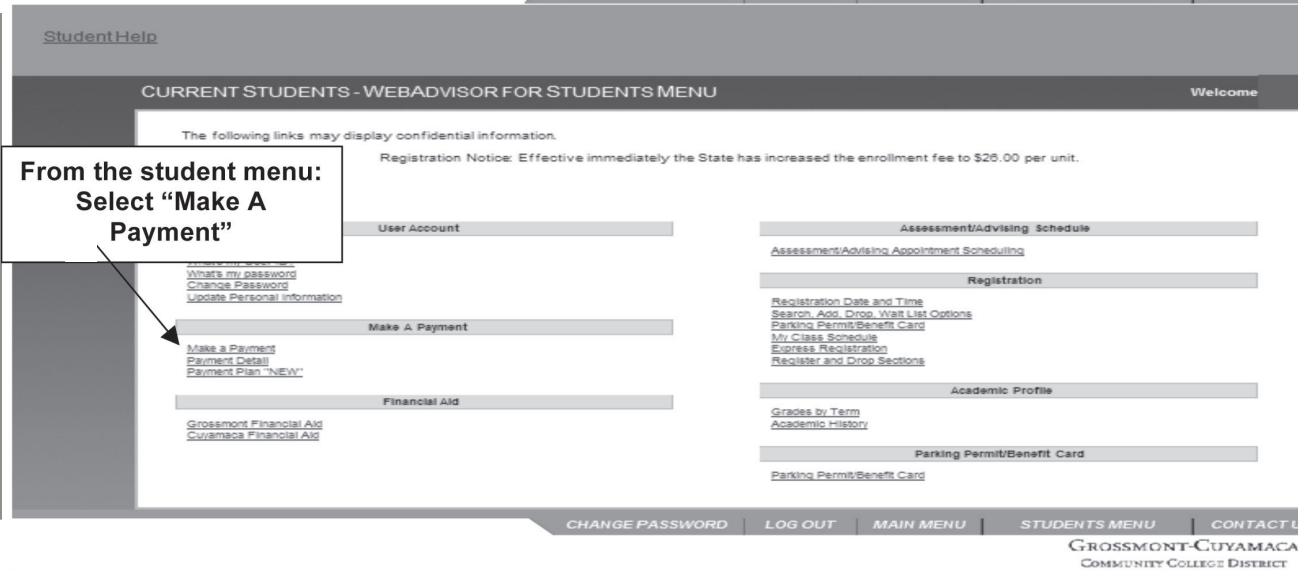 Student Help
CURRENT STUDENTS - WEBADVISOR FOR STUDENTS MENU
Welcome
The following links may display confidential information.
Registration Notice: Effective immediately the State has increased the enrollment fee to $26.00 per unit.
From the student menu:
Select “Make A
Payment”
User Account
What's my password
Change Password
Update Personal Information
Make A Payment
Make a Payment
Payment Detail
Payment Plan "NEW"
Financial Aid
Grossmont Financial Aid
Cuyamaca Financial Aid
Assessment/Advising Schedule
Assessment/Advising Appointment Scheduling
Registration
Registration Date and Time
Search, Add, Drop, Wait List Options
Parking Permit/Benefit Card
My Class Schedule
Express Registration
Register and Drop Sections
Academic Profile
Grades by Term
Academic History
Parking Permit/Benefit Card
Parking Permit/Benefit Card
CHANGE PASSWORD LOG OUT MAIN MENU STUDENTS MENU CONTACT U
GROSSMONT-CUYAMACA
COMMUNITY COLLEGE DISTRICT